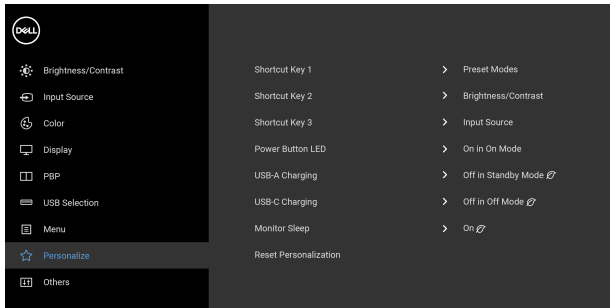 DELL
Brightness/Contrast
Input Source
Color
Display
PBP
USB Selection
Menu
Personalize
Others
Shortcut Key 1 Preset Modes
Shortcut Key 2 Brightness/Contrast
Shortcut Key 3 Input Source
Power Button LED On in On Mode
USB-A Charging Off in Standby Mode
USB-C Charging Off in Off Mode
Monitor Sleep On
Reset Personalization